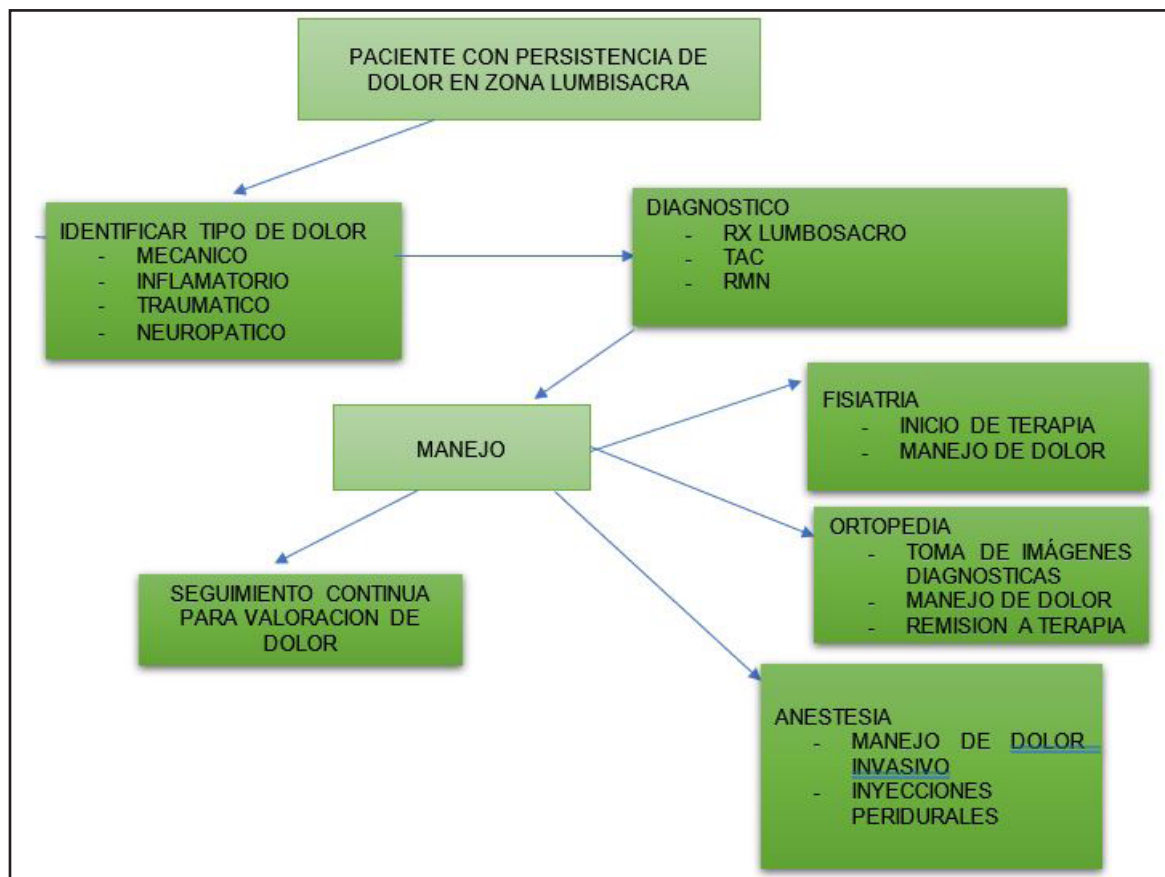 PACIENTE CON PERSISTENCIA DE
DOLOR EN ZONA LUMBISACRA
IDENTIFICAR TIPO DE DOLOR
- MECANICO
- INFLAMATORIO
- TRAUMATICO
- NEUROPATICO
DIAGNOSTICO
- RX LUMBOSACRO
- TAC
- RMN
MANEJO
FISIATRIA
- INICIO DE TERAPIA
- MANEJO DE DOLOR
ORTOPEDIA
- TOMA DE IMÁGENES
DIAGNOSTICAS
- MANEJO DE DOLOR
- REMISION A TERAPIA
SEGUIMIENTO CONTINUA
PARA VALORACION DE
DOLOR
ANESTESIA
- MANEJO DE DOLOR
INVASIVO
- INYECCIONES
PERIDURALES